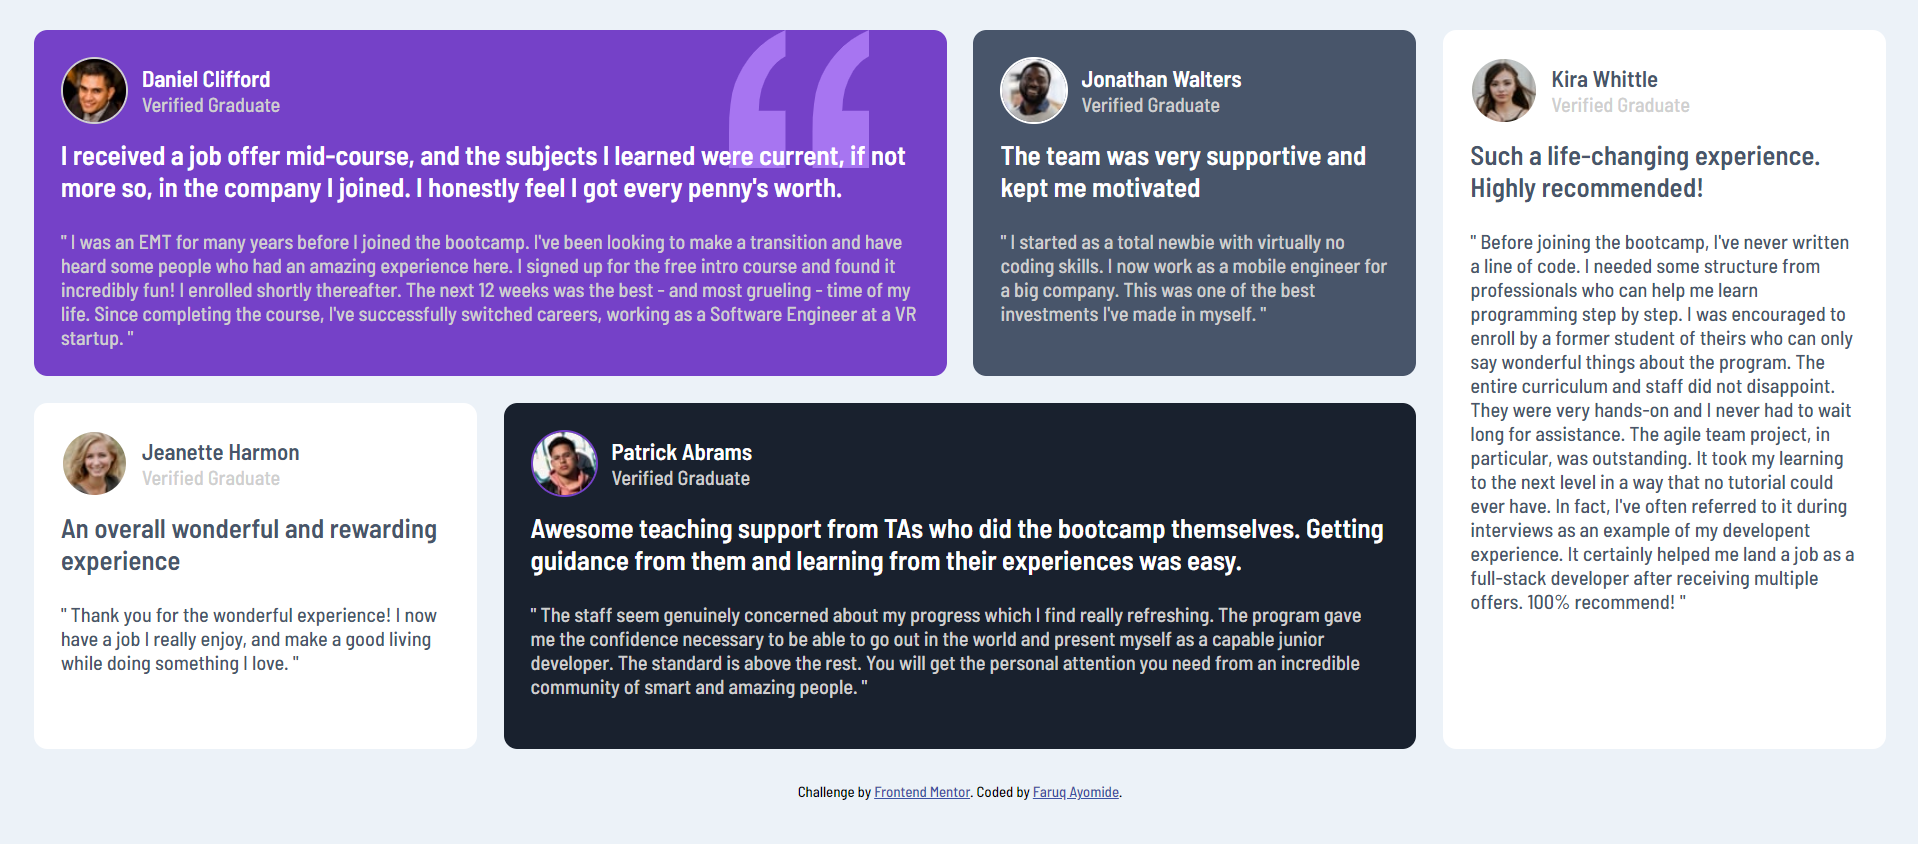 Daniel Clifford
Verified Graduate
I received a job offer mid-course, and the subjects I learned were current, if not
more so, in the company I joined. I honestly feel I got every penny's worth.
" I was an EMT for many years before I joined the bootcamp. I've been looking to make a transition and have
heard some people who had an amazing experience here. I signed up for the free intro course and found it
incredibly fun! I enrolled shortly thereafter. The next 12 weeks was the best - and most grueling - time of my
life. Since completing the course, I've successfully switched careers, working as a Software Engineer at a VR
startup. "
Jonathan Walters
Verified Graduate
The team was very supportive and
kept me motivated
" I started as a total newbie with virtually no
coding skills. I now work as a mobile engineer for
a big company. This was one of the best
investments I've made in myself. "
Kira Whittle
Verified Graduate
Such a life-changing experience.
Highly recommended!
" Before joining the bootcamp, I've never written
a line of code. I needed some structure from
professionals who can help me learn
programming step by step. I was encouraged to
enroll by a former student of theirs who can only
say wonderful things about the program. The
entire curriculum and staff did not disappoint.
They were very hands-on and I never had to wait
long for assistance. The agile team project, in
particular, was outstanding. It took my learning
to the next level in a way that no tutorial could
ever have. In fact, I've often referred to it during
interviews as an example of my developent
experience. It certainly helped me land a job as a
full-stack developer after receiving multiple
offers. 100% recommend! "
Jeanette Harmon
Verified Graduate
An overall wonderful and rewarding
experience
" Thank you for the wonderful experience! I now
have a job I really enjoy, and make a good living
while doing something I love. "
Patrick Abrams
Verified Graduate
Awesome teaching support from TAs who did the bootcamp themselves. Getting
guidance from them and learning from their experiences was easy.
" The staff seem genuinely concerned about my progress which I find really refreshing. The program gave
me the confidence necessary to be able to go out in the world and present myself as a capable junior
developer. The standard is above the rest. You will get the personal attention you need from an incredible
community of smart and amazing people. "
Challenge by Frontend Mentor. Coded by Faruq Ayomide.